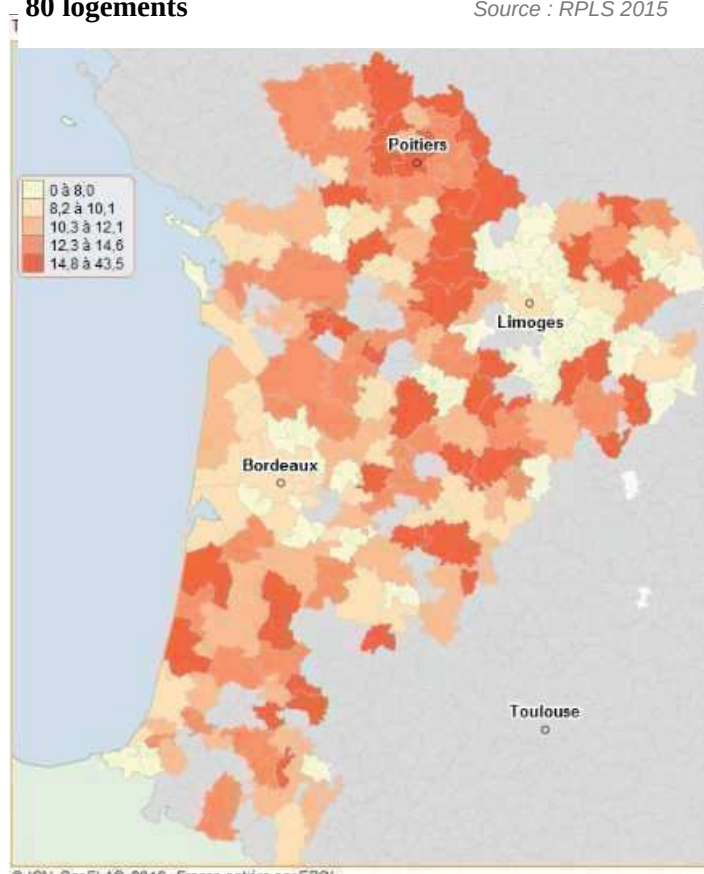 80 logements
Source : RPLS 2015
Poitiers
0 à 8,0
8,2 à 10,1
10,3 à 12,1
12,3 à 14,6
14,8 à 43,5
Limoges
Bordeaux
Toulouse